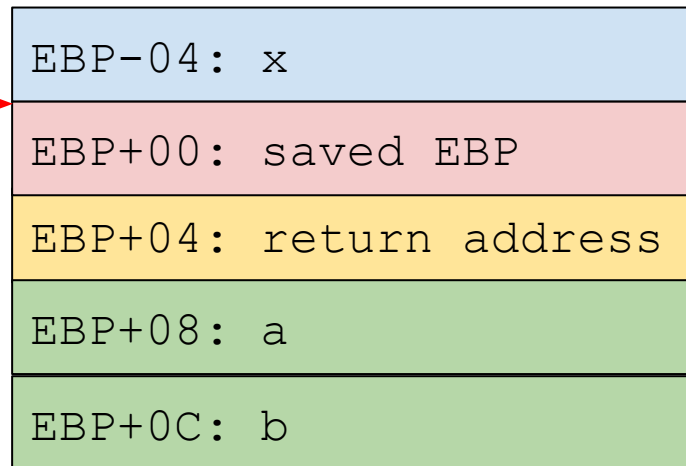 EBP-04: x
EBP+00: saved EBP
EBP+04: return address
EBP+08: a
EBP+0C: b